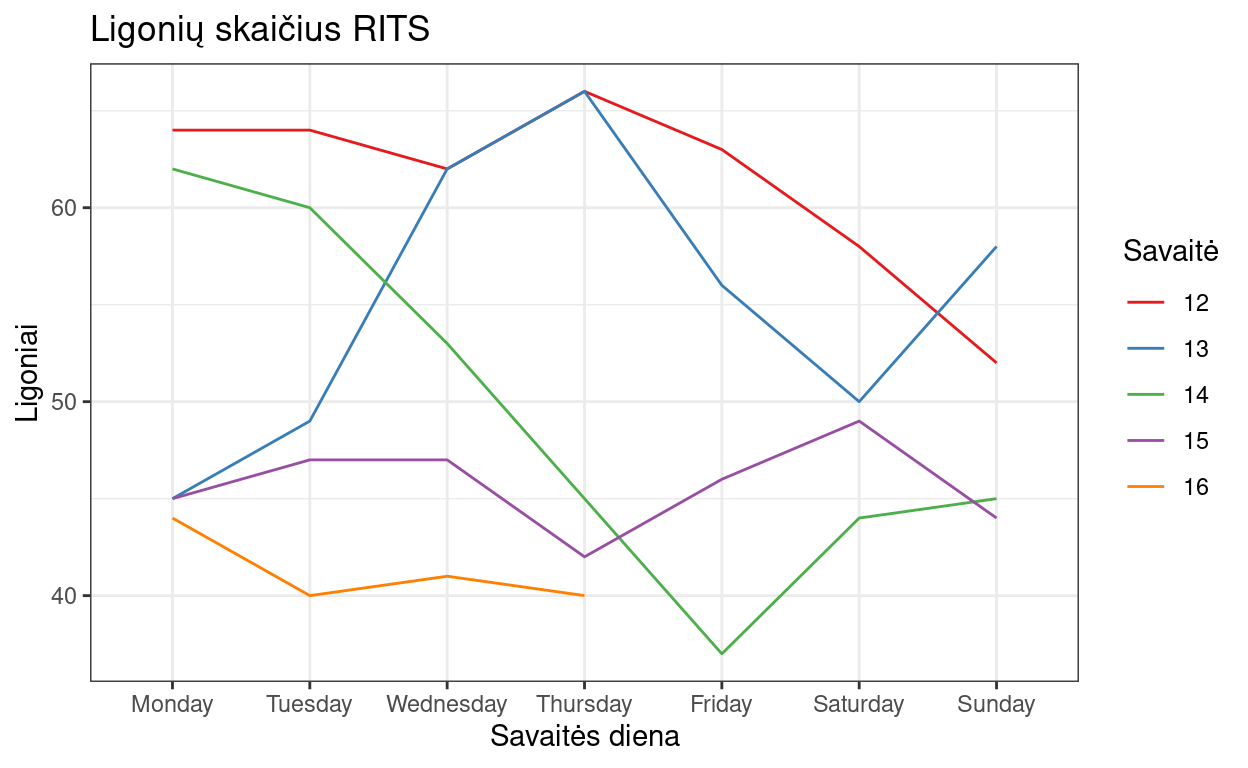 Ligonių skaičius RITS
Ligoniai
60
50
40
Monday Tuesday Wednesday Thursday Friday Saturday Sunday
Savaitės diena
Savaitė
12
13
14
15
16